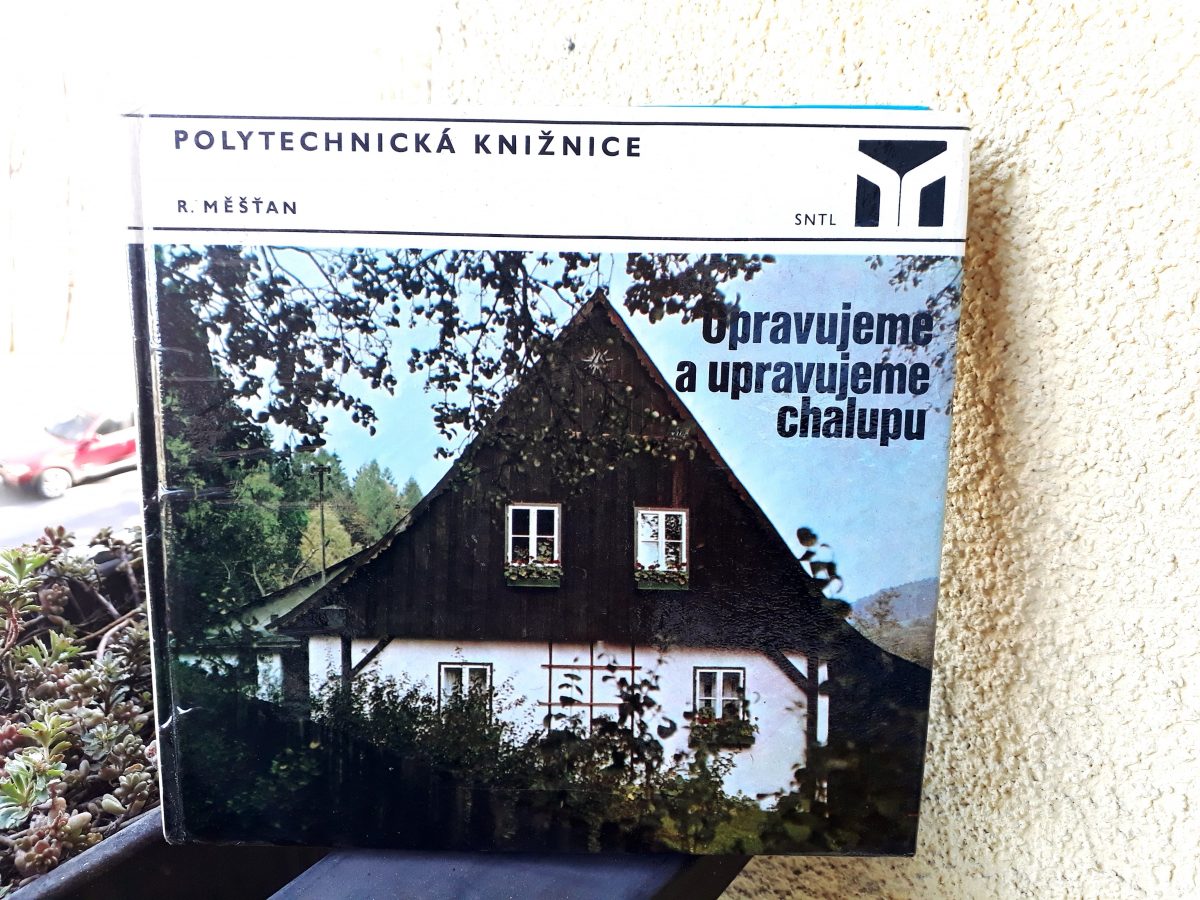 POLYTECHNICKÁ KNIŽNICE
R. MĚŠŤAN
SNTL
Opravujeme
a upravujeme
chalupu